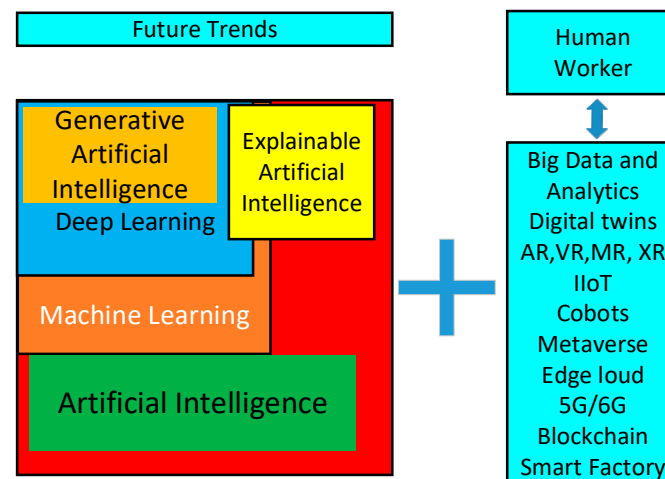 Future Trends
Generative
Artificial
Intelligence
Deep Learning
Explainable
Artificial
Intelligence
Machine Learning
Artificial Intelligence
Human
Worker
Big Data and
Analytics
Digital twins
AR,VR,MR, XR
IIoT
Cobots
Metaverse
Edge loud
5G/6G
Blockchain
Smart Factory